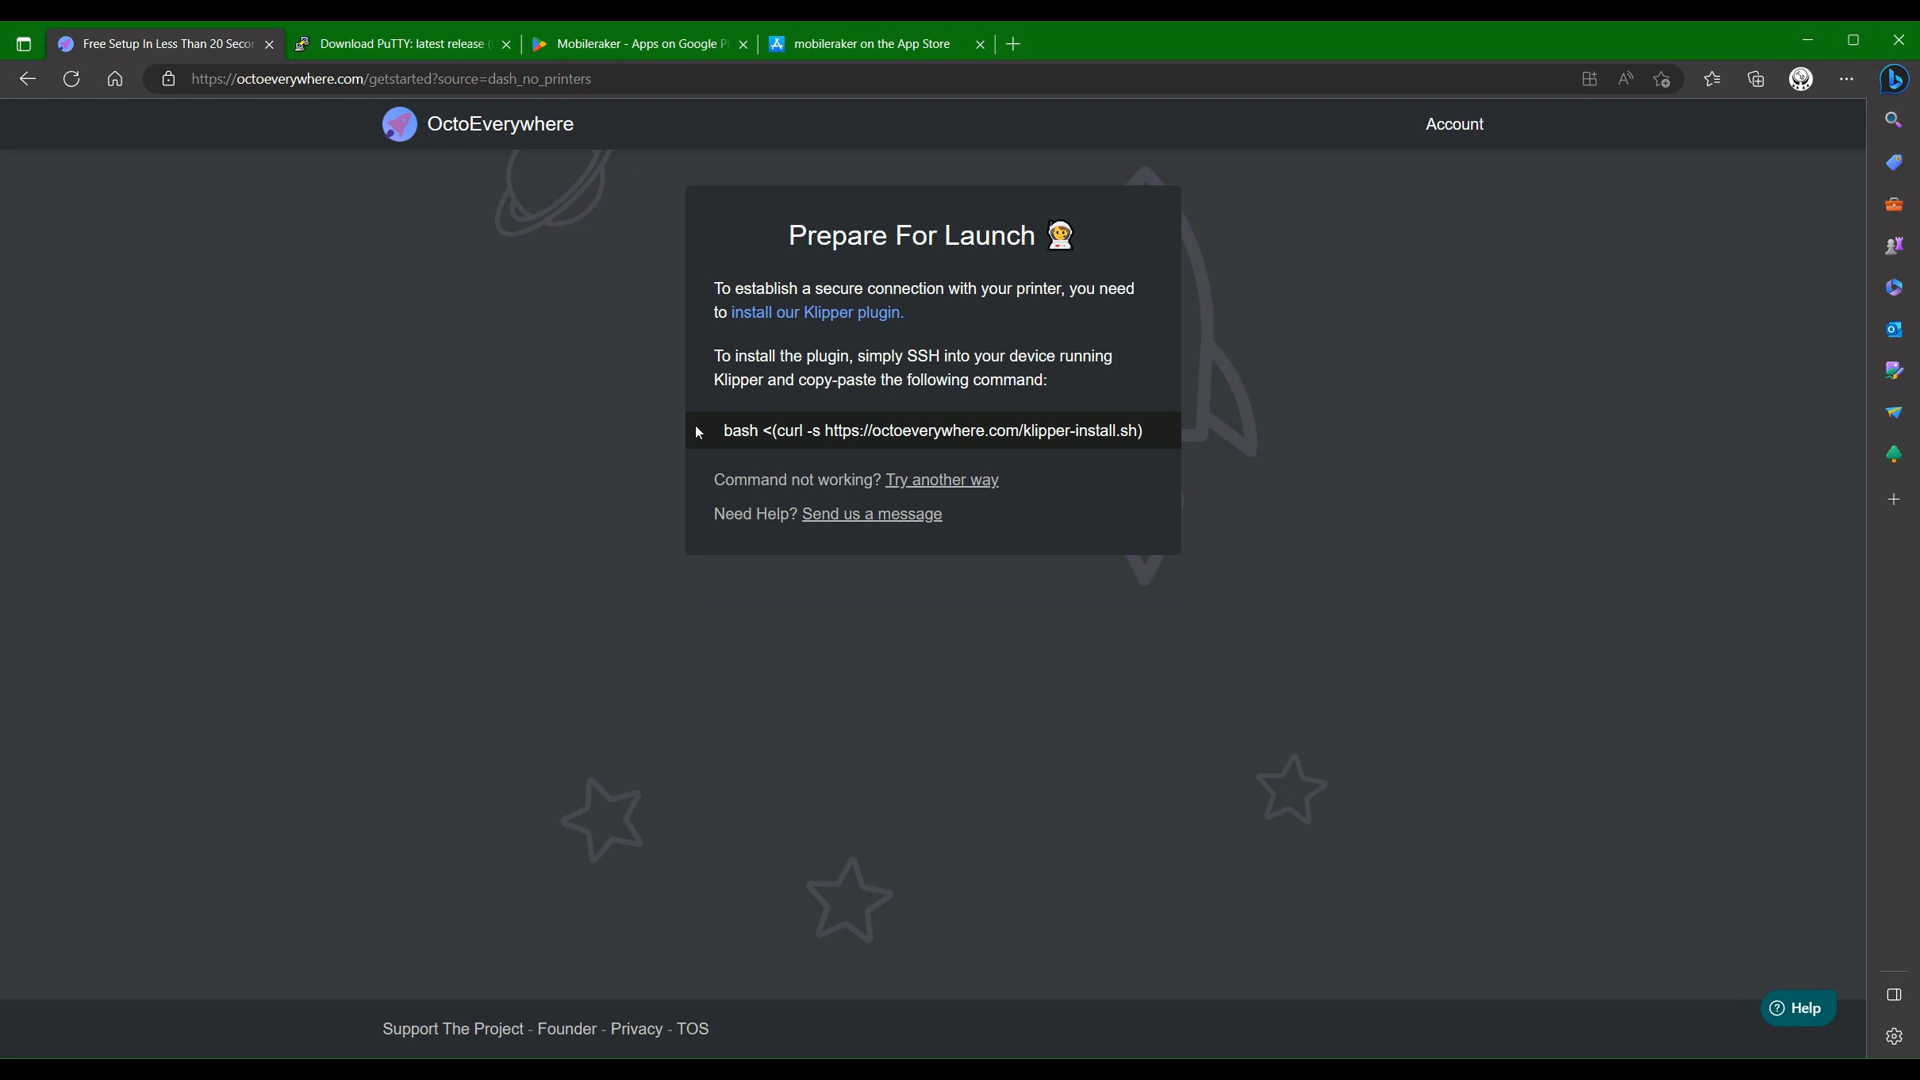 Free Setup In Less Than 20 Seco
Download PuTTY: latest release (
Mobileraker - Apps on Google P
mobileraker on the App Store
https://octoeverywhere.com/getstarted?source=dash_no_printers
OctoEverywhere
Account
Prepare For Launch
To establish a secure connection with your printer, you need
to install our Klipper plugin.
To install the plugin, simply SSH into your device running
Klipper and copy-paste the following command:
bash <(curl -s https://octoeverywhere.com/klipper-install.sh)
Command not working? Try another way
Need Help? Send us a message
Help
Support The Project - Founder - Privacy - TOS